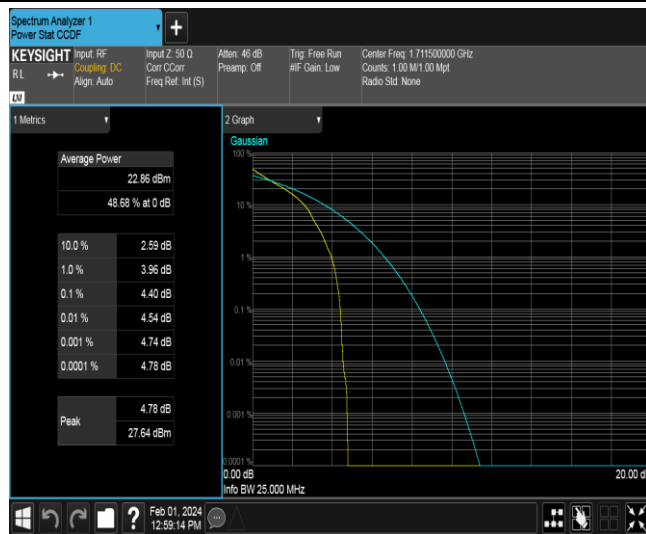 Spectrum Analyzer 1
Power Stat CCDF
+
KEYSIGHT
RL
LXI
Input: RF
Coupling: DC
Align: Auto
Input Z: 50 Ω
Corr CCorr
Freq Ref: Int (S)
Atten: 46 dB
Preamp: Off
Trig: Free Run
#IF Gain: Low
Center Freq: 1.711500000 GHz
Counts: 1.00 M/1.00 Mpt
Radio Std: None
1 Metrics
Average Power
22.86 dBm
48.68 % at 0 dB
10.0 % 2.59 dB
1.0 % 3.96 dB
0.1 % 4.40 dB
0.01 % 4.54 dB
0.001 % 4.74 dB
0.0001 % 4.78 dB
Peak
4.78 dB
27.64 dBm
2 Graph
Gaussian
100 %
10 %
1 %
0.1 %
0.01 %
0.001 %
0.0001 %
0.00 dB
20.00 d
Info BW 25.000 MHz
?
Feb 01, 2024
12:59:14 PM